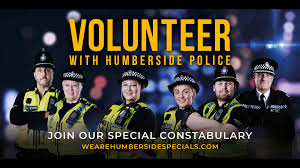 VOLUNTEER
WITH HUMBERSIDE POLICE
JOIN OUR SPECIAL CONSTABULARY
WEAREHUMBERSIDESPECIALS.COM